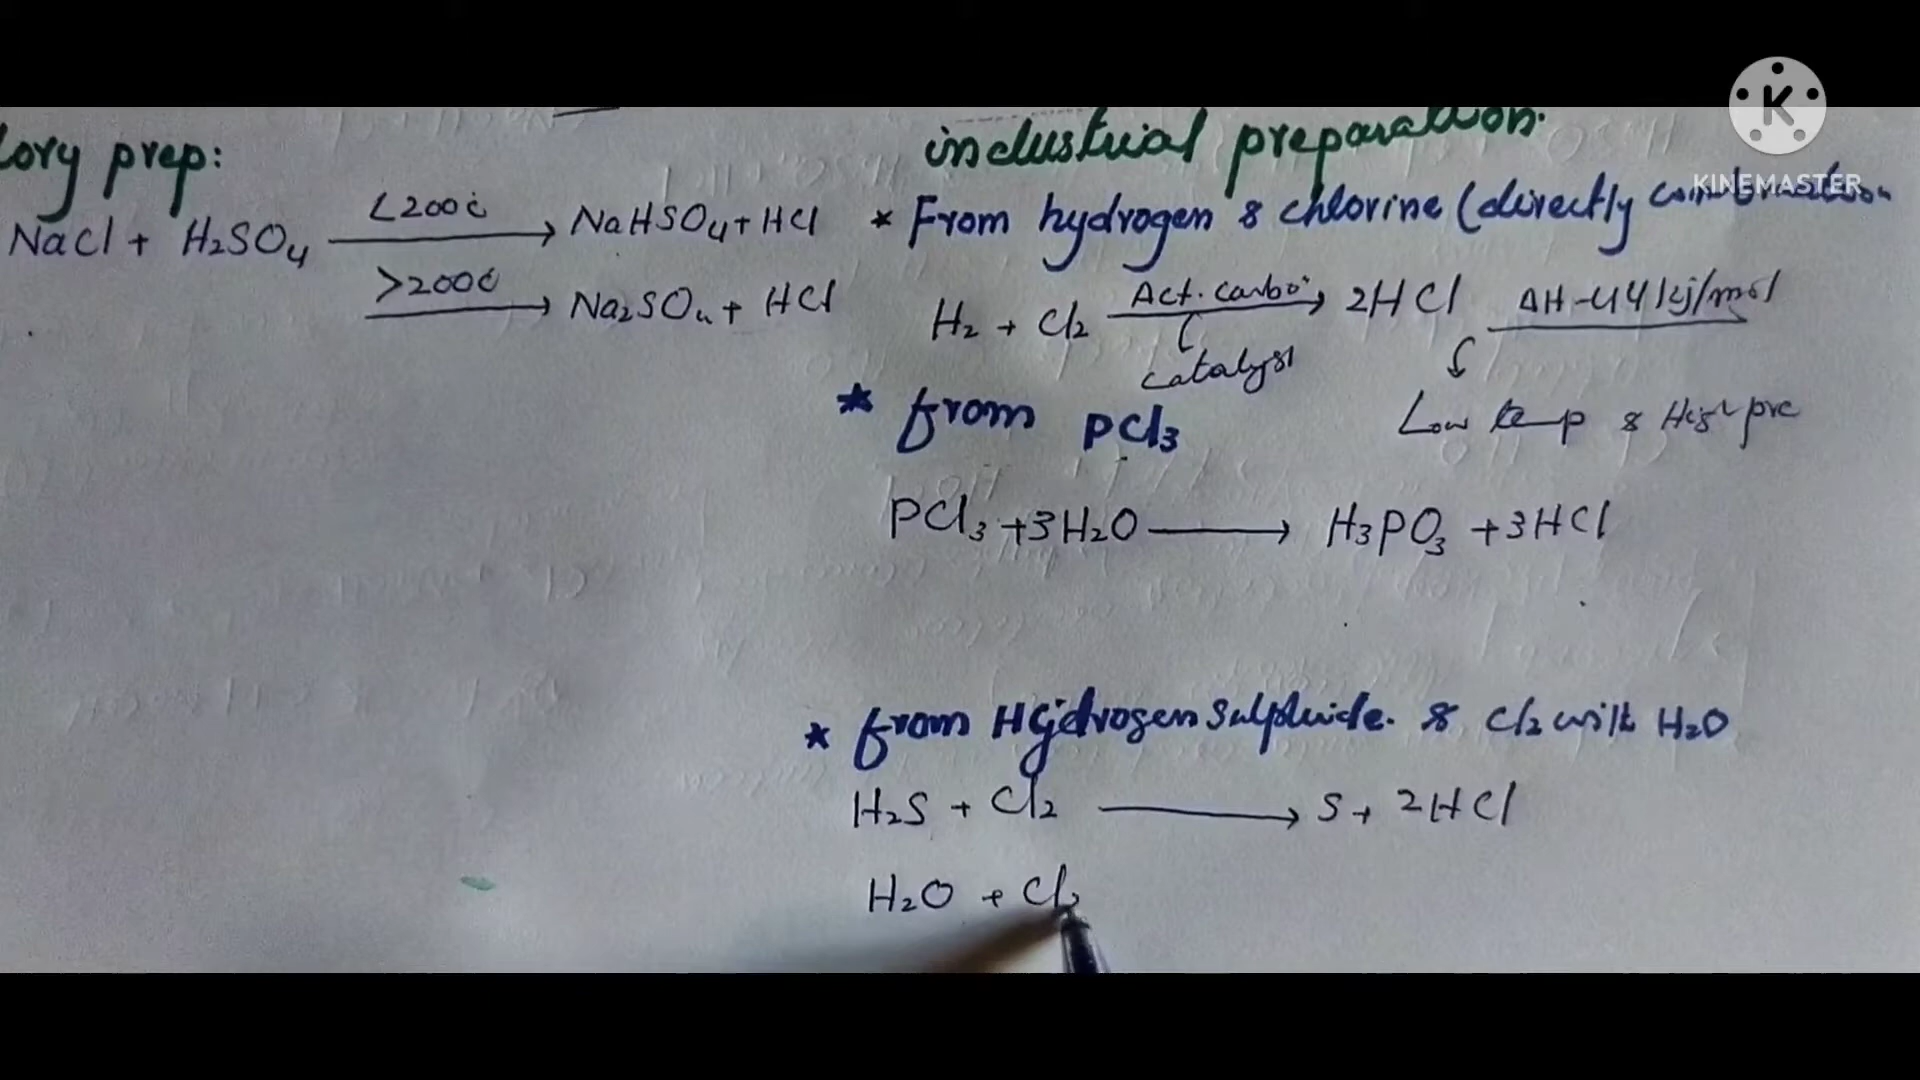 lory prep:
NaCl + H₂SO₄ <200c NaHSO₄ + HCl
>200c Na₂SO₄ + HCl
industrial preparation.
* From hydrogen & chlorine (directly combination
H₂ + Cl₂ Act. carbo 2HCl ΔH-44 kj/mol
catalyst
Low temp & High pre
* from PCl₃
PCl₃ + 3H₂O → H₃PO₃ + 3HCl
* from Hydrogen sulphide. & Cl₂ with H₂O
H₂S + Cl₂ → S + 2HCl
H₂O + Cl₂
K
KINEMASTER